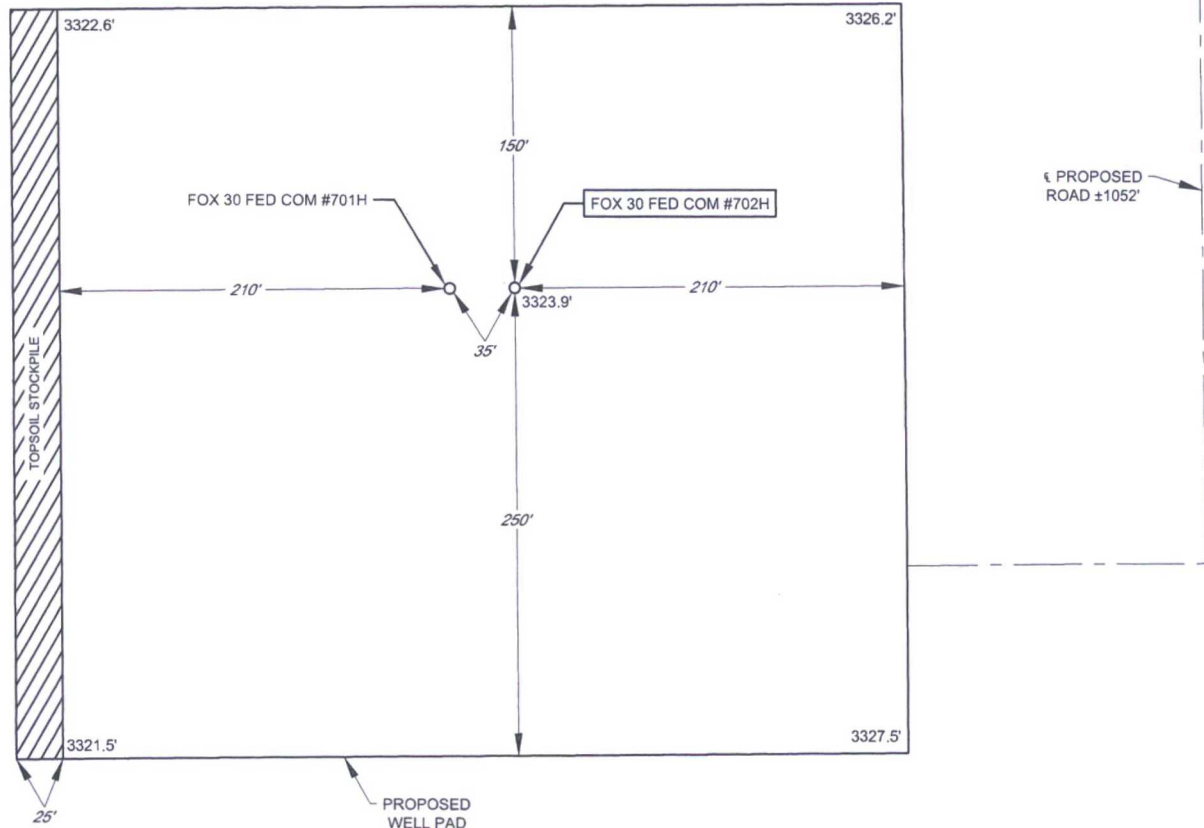 3322.6'
3326.2'
150'
℄ PROPOSED
ROAD ±1052'
FOX 30 FED COM #701H
FOX 30 FED COM #702H
210'
210'
3323.9'
35'
TOPSOIL STOCKPILE
250'
3321.5'
3327.5'
25'
PROPOSED
WELL PAD